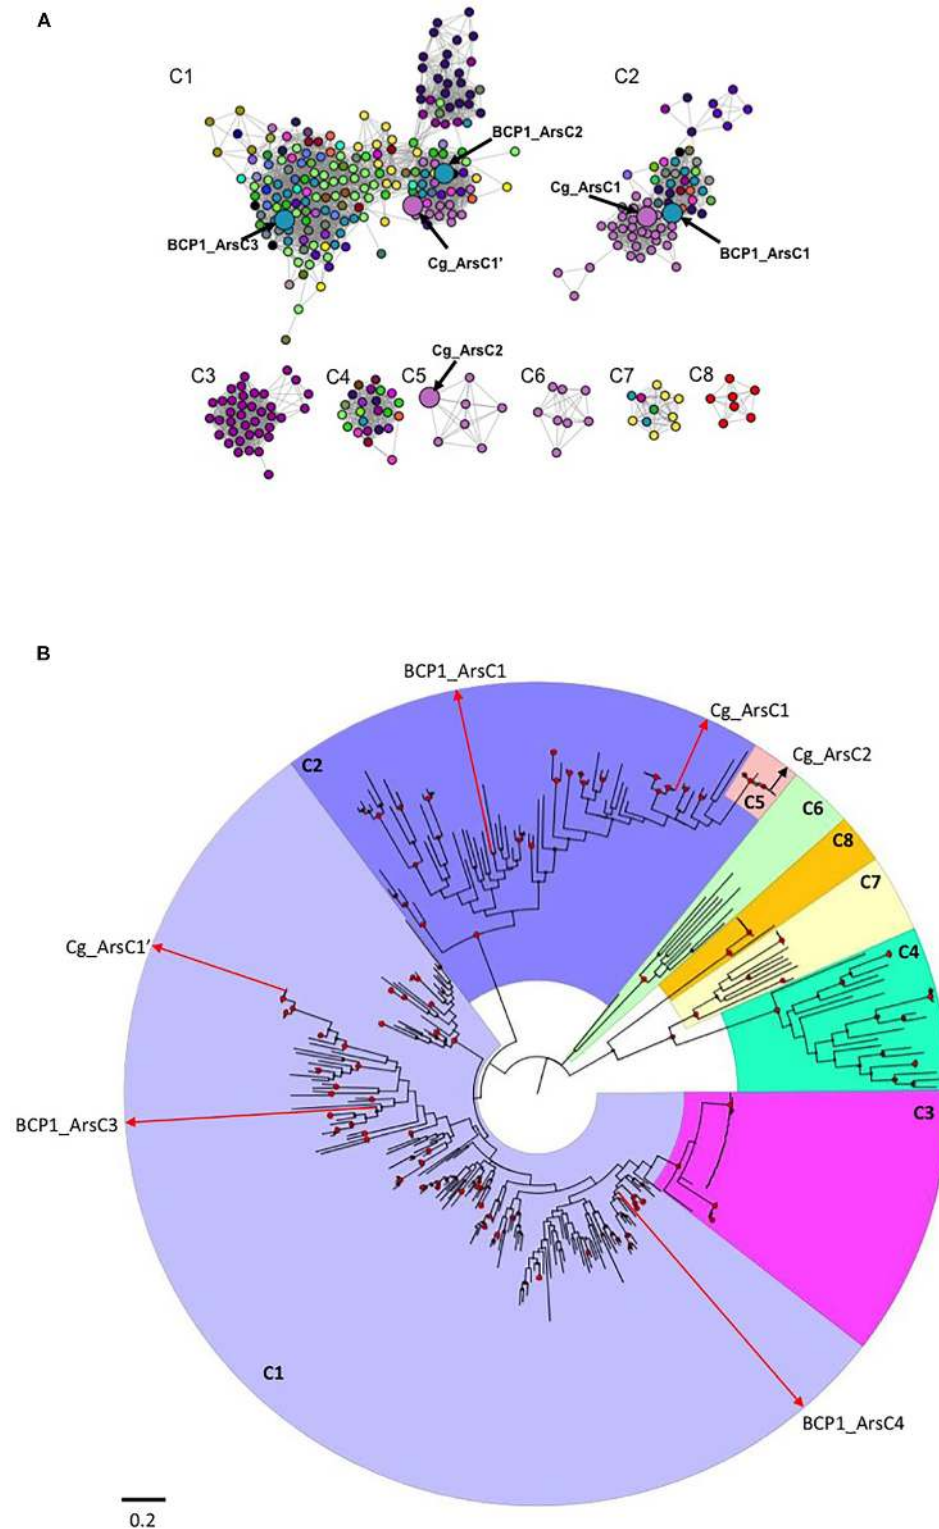 A
C1
C2
BCP1_ArsC2
Cg_ArsC1
BCP1_ArsC3
Cg_ArsC1’
BCP1_ArsC1
Cg_ArsC2
C3
C4
C5
C6
C7
C8
B
BCP1_ArsC1
Cg_ArsC1
Cg_ArsC2
C2
C5
C6
C8
C7
C4
Cg_ArsC1’
C3
BCP1_ArsC3
C1
BCP1_ArsC4
0.2